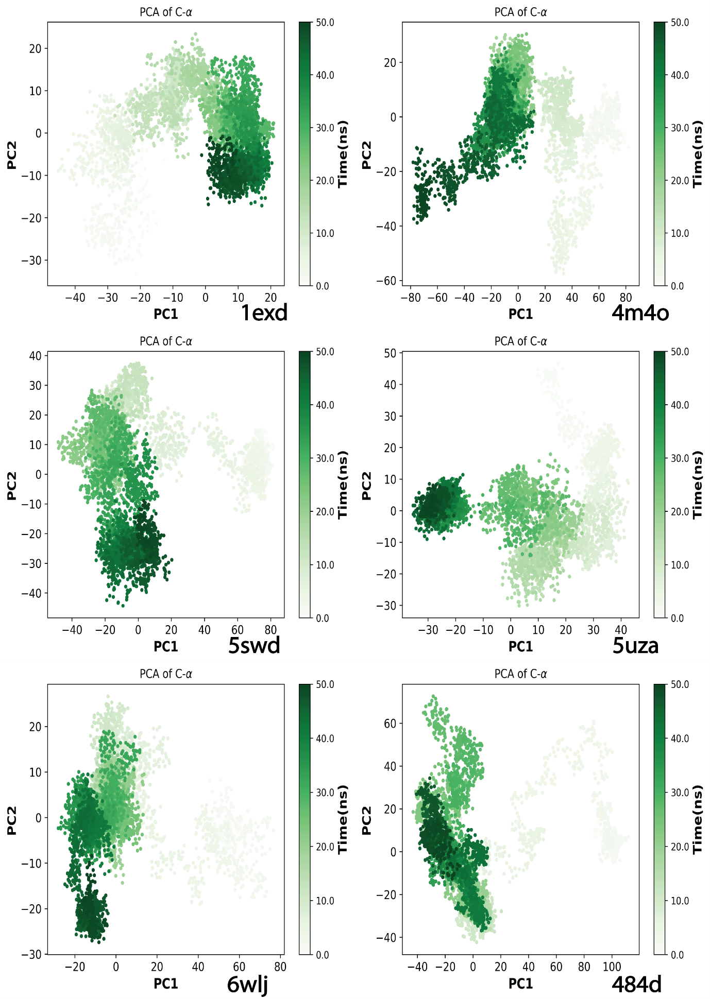 PCA of C-α
PC2
20
10
0
−10
−20
−30
−40 −30 −20 −10 0 10 20
PC1
1exd
50.0
40.0
30.0
20.0
10.0
0.0
Time(ns)
PCA of C-α
PC2
20
0
−20
−40
−60
−80 −60 −40 −20 0 20 40 60 80
PC1
4m4o
50.0
40.0
30.0
20.0
10.0
0.0
Time(ns)
PCA of C-α
PC2
40
30
20
10
0
−10
−20
−30
−40
−40 −20 0 20 40 60 80
PC1
5swd
50.0
40.0
30.0
20.0
10.0
0.0
Time(ns)
PCA of C-α
PC2
50
40
30
20
10
0
−10
−20
−30
−30 −20 −10 0 10 20 30 40
PC1
5uza
50.0
40.0
30.0
20.0
10.0
0.0
Time(ns)
PCA of C-α
PC2
20
10
0
−10
−20
−30
−20 0 20 40 60 80
PC1
6wlj
50.0
40.0
30.0
20.0
10.0
0.0
Time(ns)
PCA of C-α
PC2
60
40
20
0
−20
−40
−40 −20 0 20 40 60 80 100
PC1
484d
50.0
40.0
30.0
20.0
10.0
0.0
Time(ns)